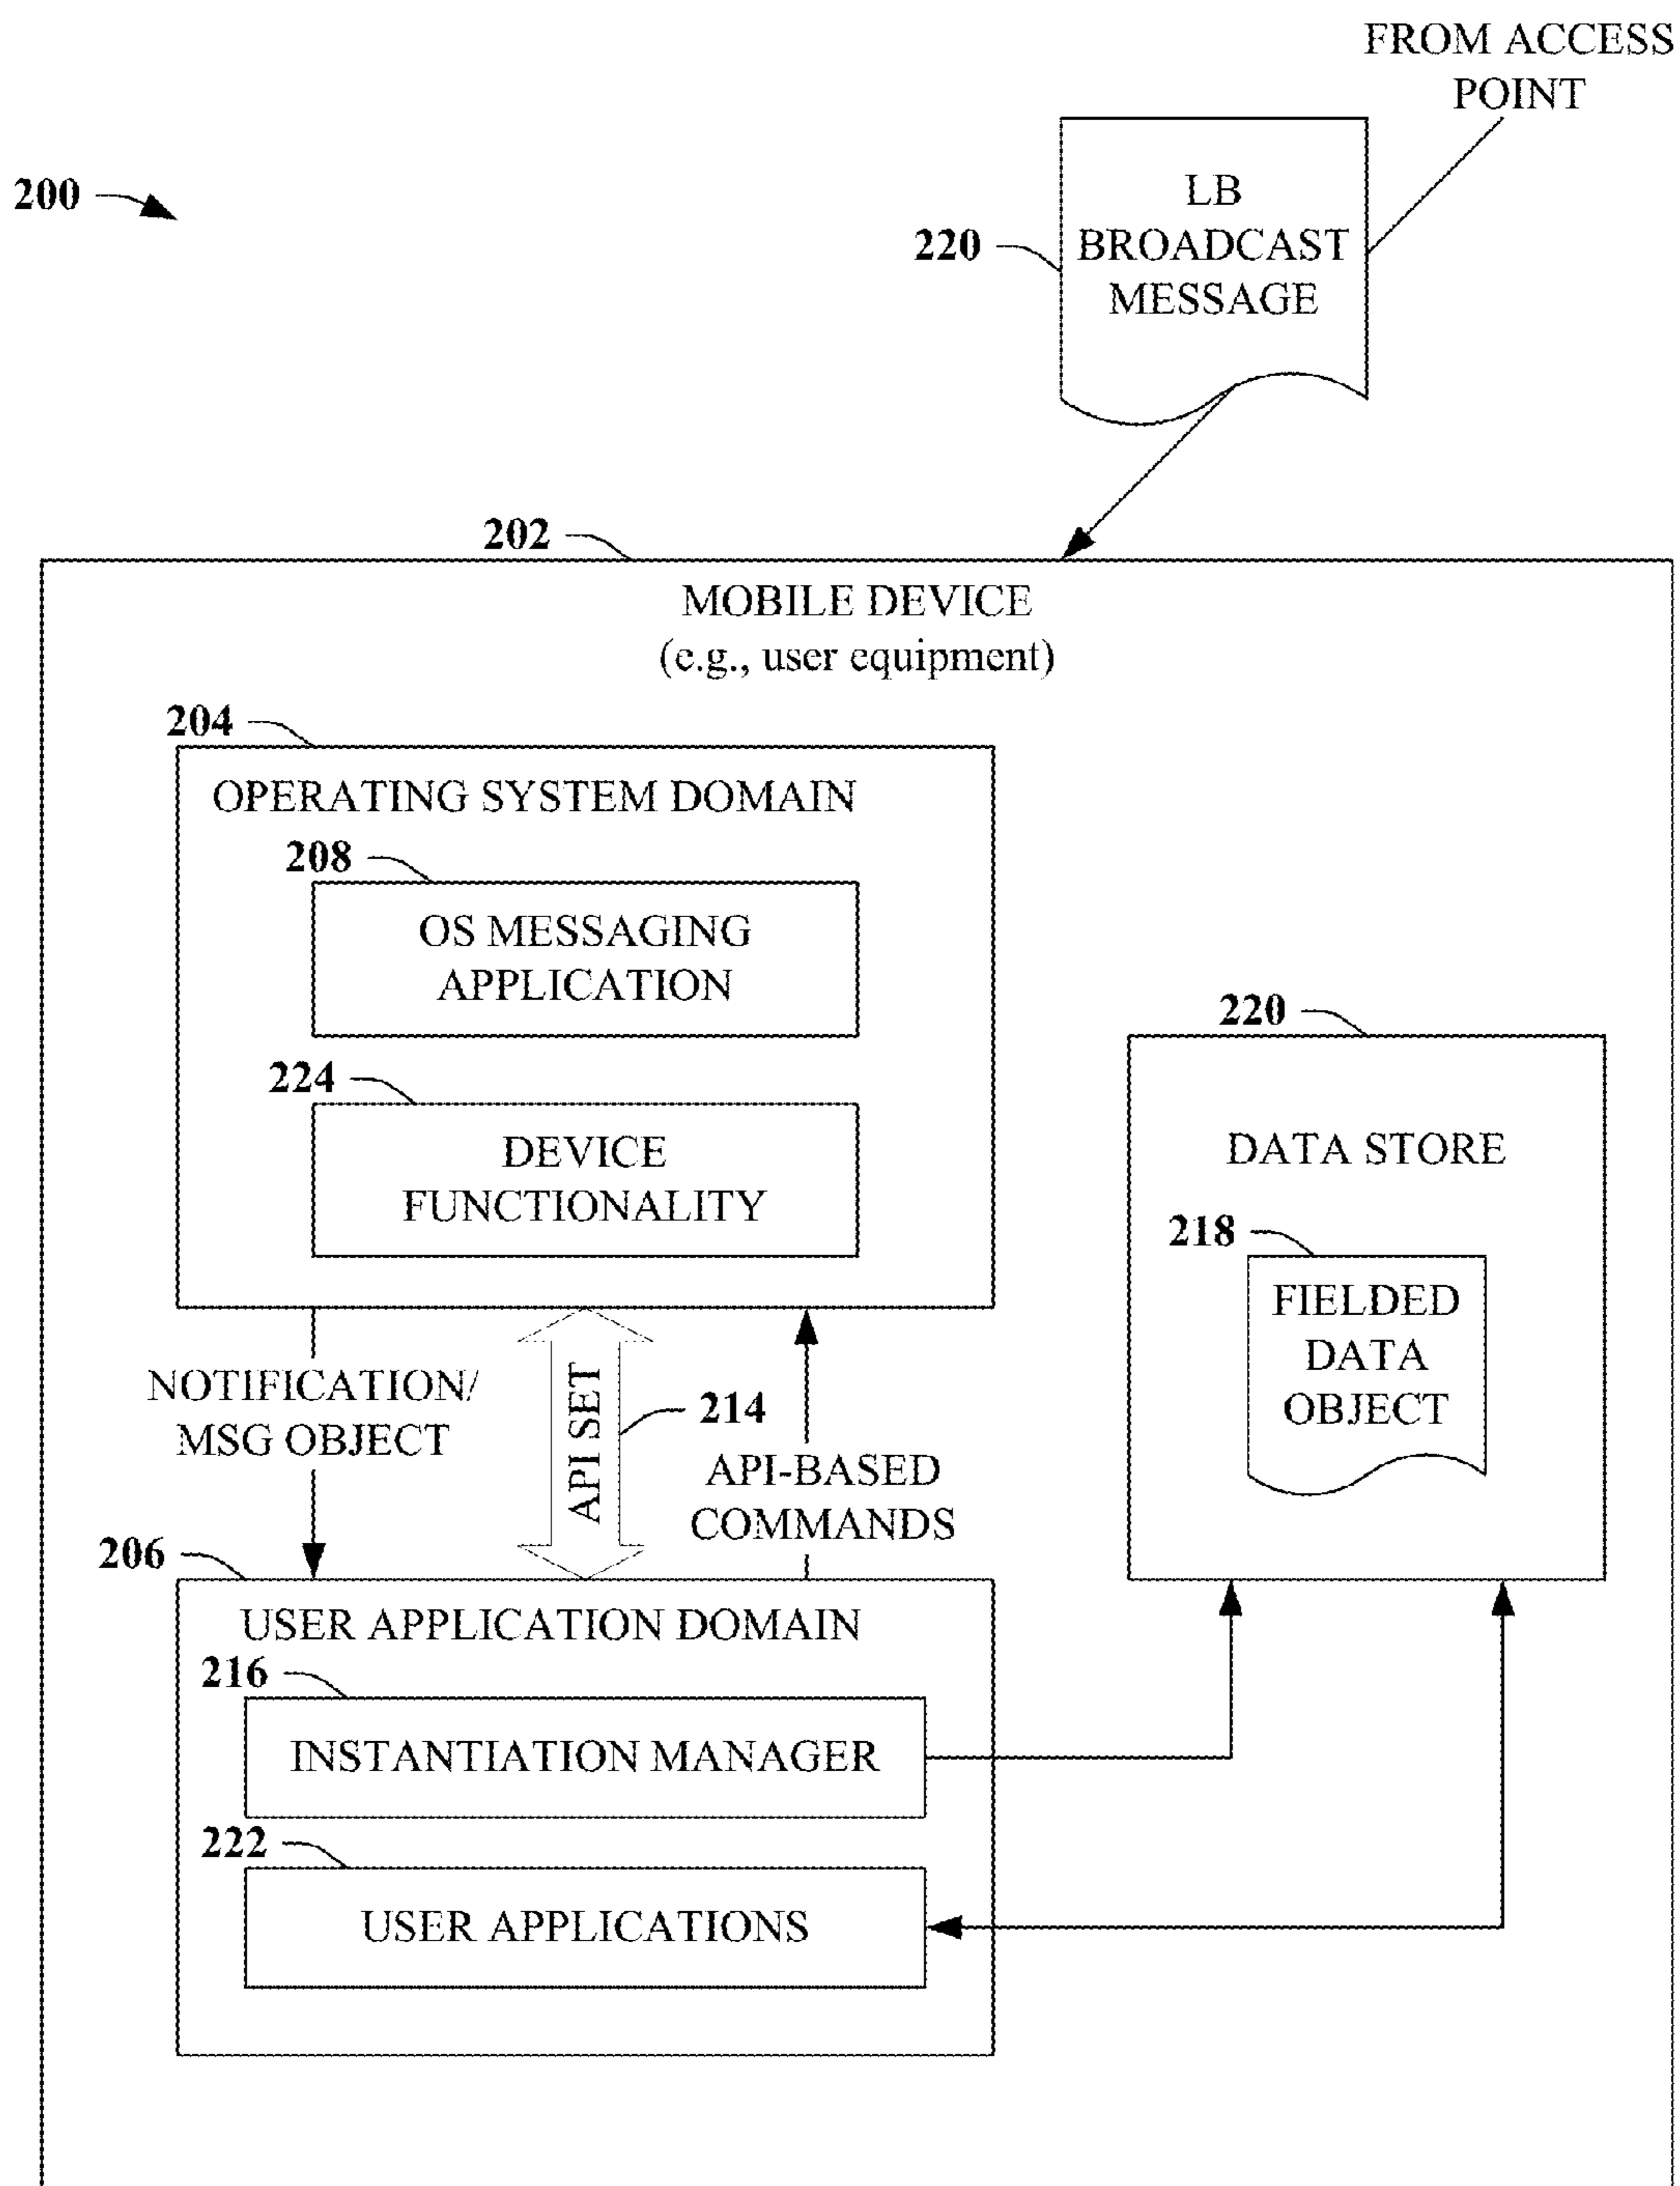 FROM ACCESS
POINT
200
220
LB
BROADCAST
MESSAGE
202
MOBILE DEVICE
(e.g., user equipment)
204
OPERATING SYSTEM DOMAIN
208
OS MESSAGING
APPLICATION
224
DEVICE
FUNCTIONALITY
220
DATA STORE
218
FIELDED
DATA
OBJECT
NOTIFICATION/
MSG OBJECT
API SET
214
API-BASED
COMMANDS
206
USER APPLICATION DOMAIN
216
INSTANTIATION MANAGER
222
USER APPLICATIONS